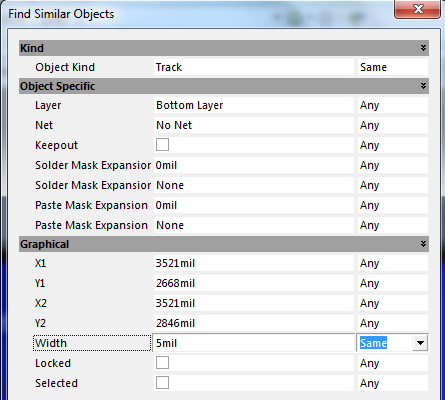 Find Similar Objects
Kind
Object Kind Track Same
Object Specific
Layer Bottom Layer Any
Net No Net Any
Keepout Any
Solder Mask Expansion 0mil Any
Solder Mask Expansion None Any
Paste Mask Expansion 0mil Any
Paste Mask Expansion None Any
Graphical
X1 3521mil Any
Y1 2668mil Any
X2 3521mil Any
Y2 2846mil Any
Width 5mil Same
Locked Any
Selected Any